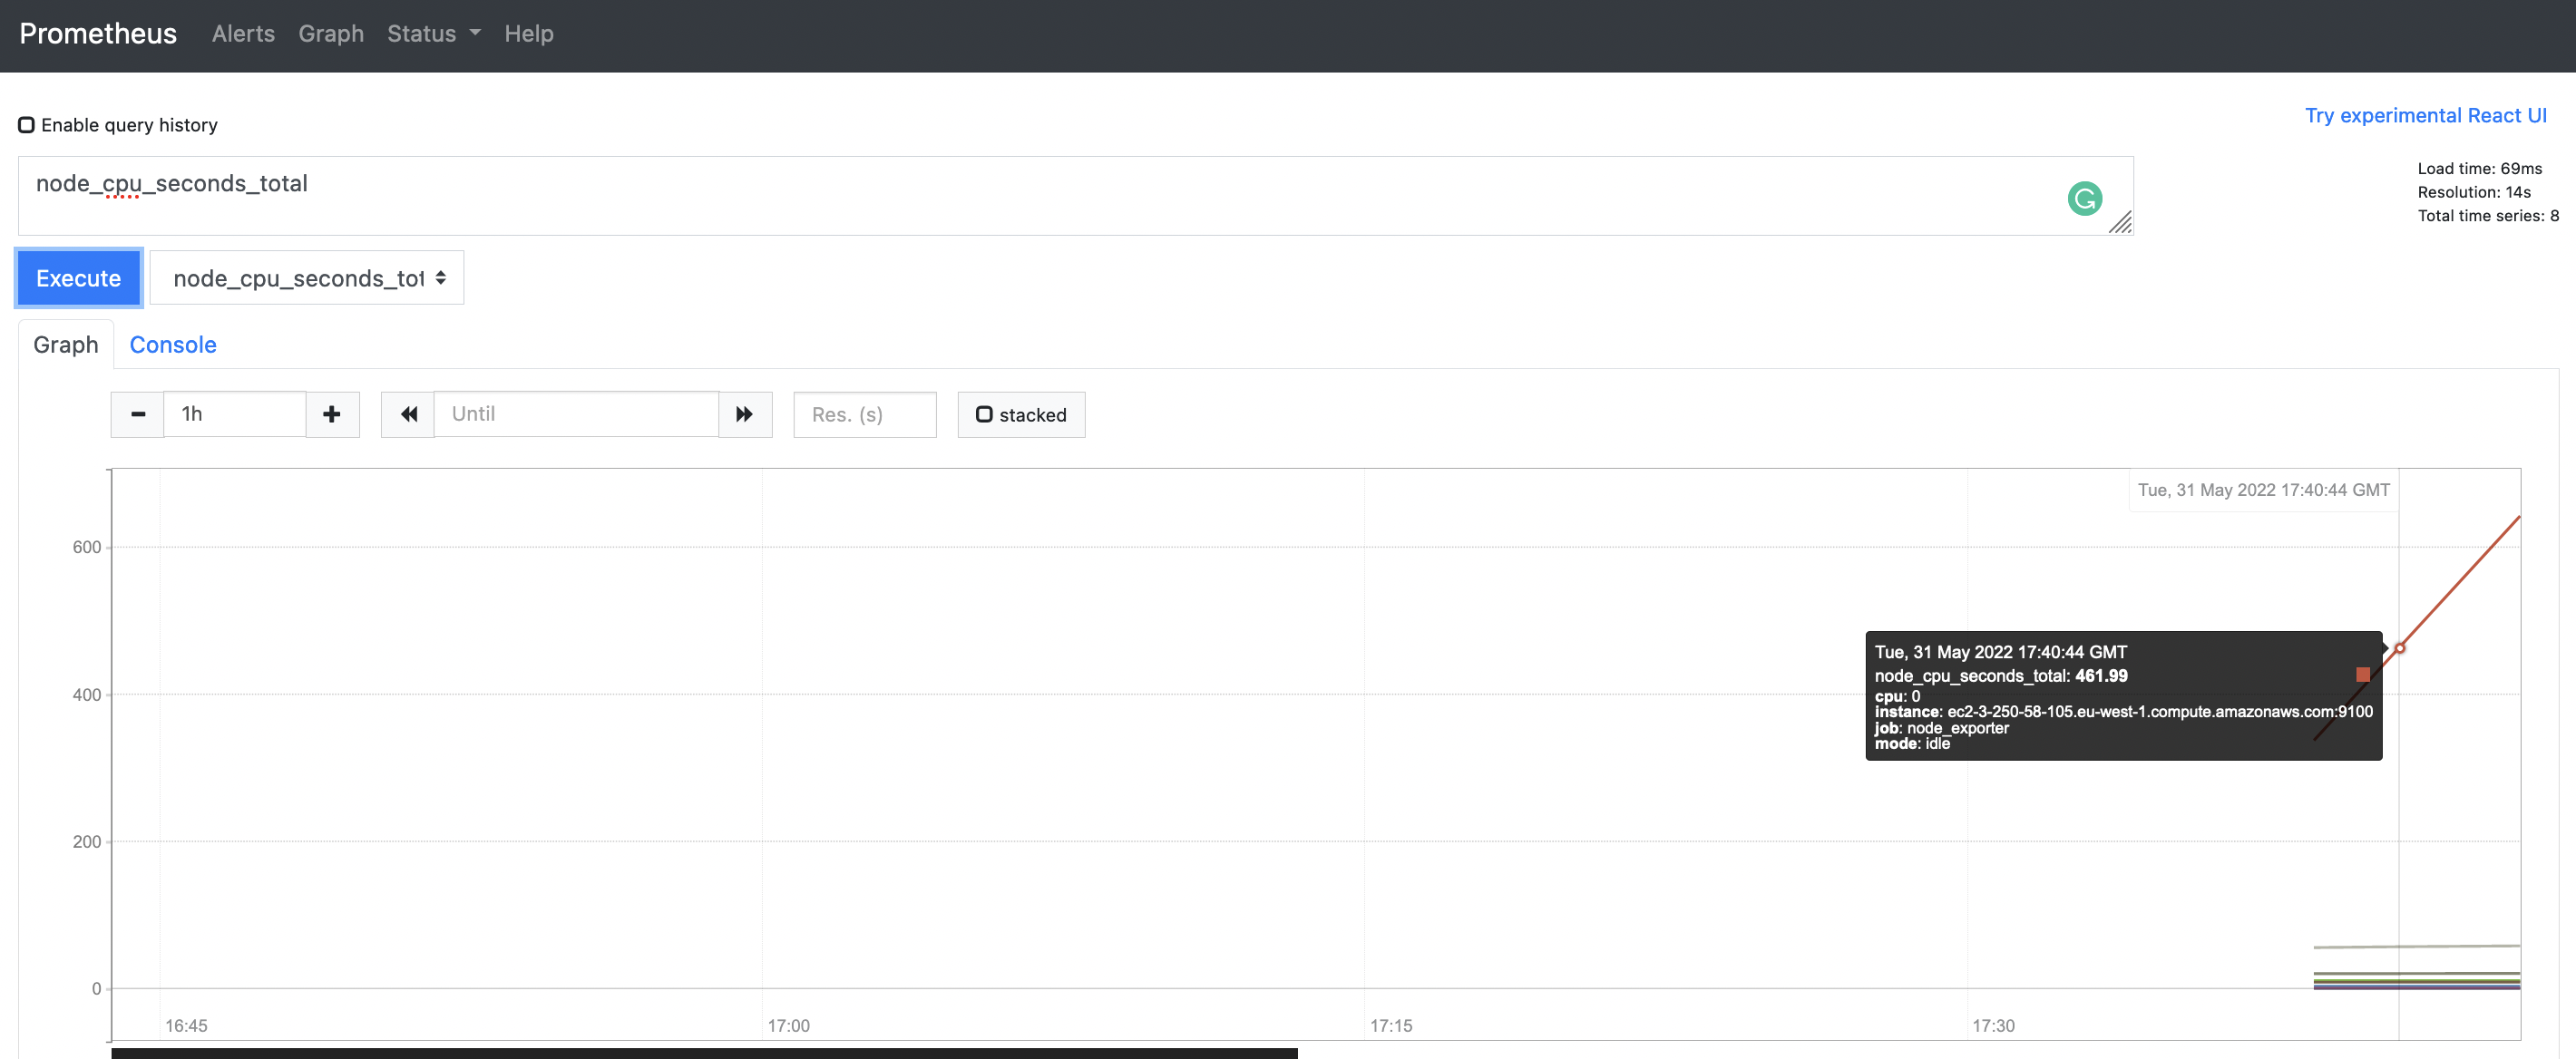 Prometheus Alerts Graph Status Help
Try experimental React UI
Enable query history
node_cpu_seconds_total
Load time: 69ms
Resolution: 14s
Total time series: 8
Execute node_cpu_seconds_tot
Graph Console
1h Until Res. (s) stacked
Tue, 31 May 2022 17:40:44 GMT
600
Tue, 31 May 2022 17:40:44 GMT
node_cpu_seconds_total: 461.99
cpu: 0
instance: ec2-3-250-58-105.eu-west-1.compute.amazonaws.com:9100
job: node_exporter
mode: idle
400
200
0
16:45 17:00 17:15 17:30